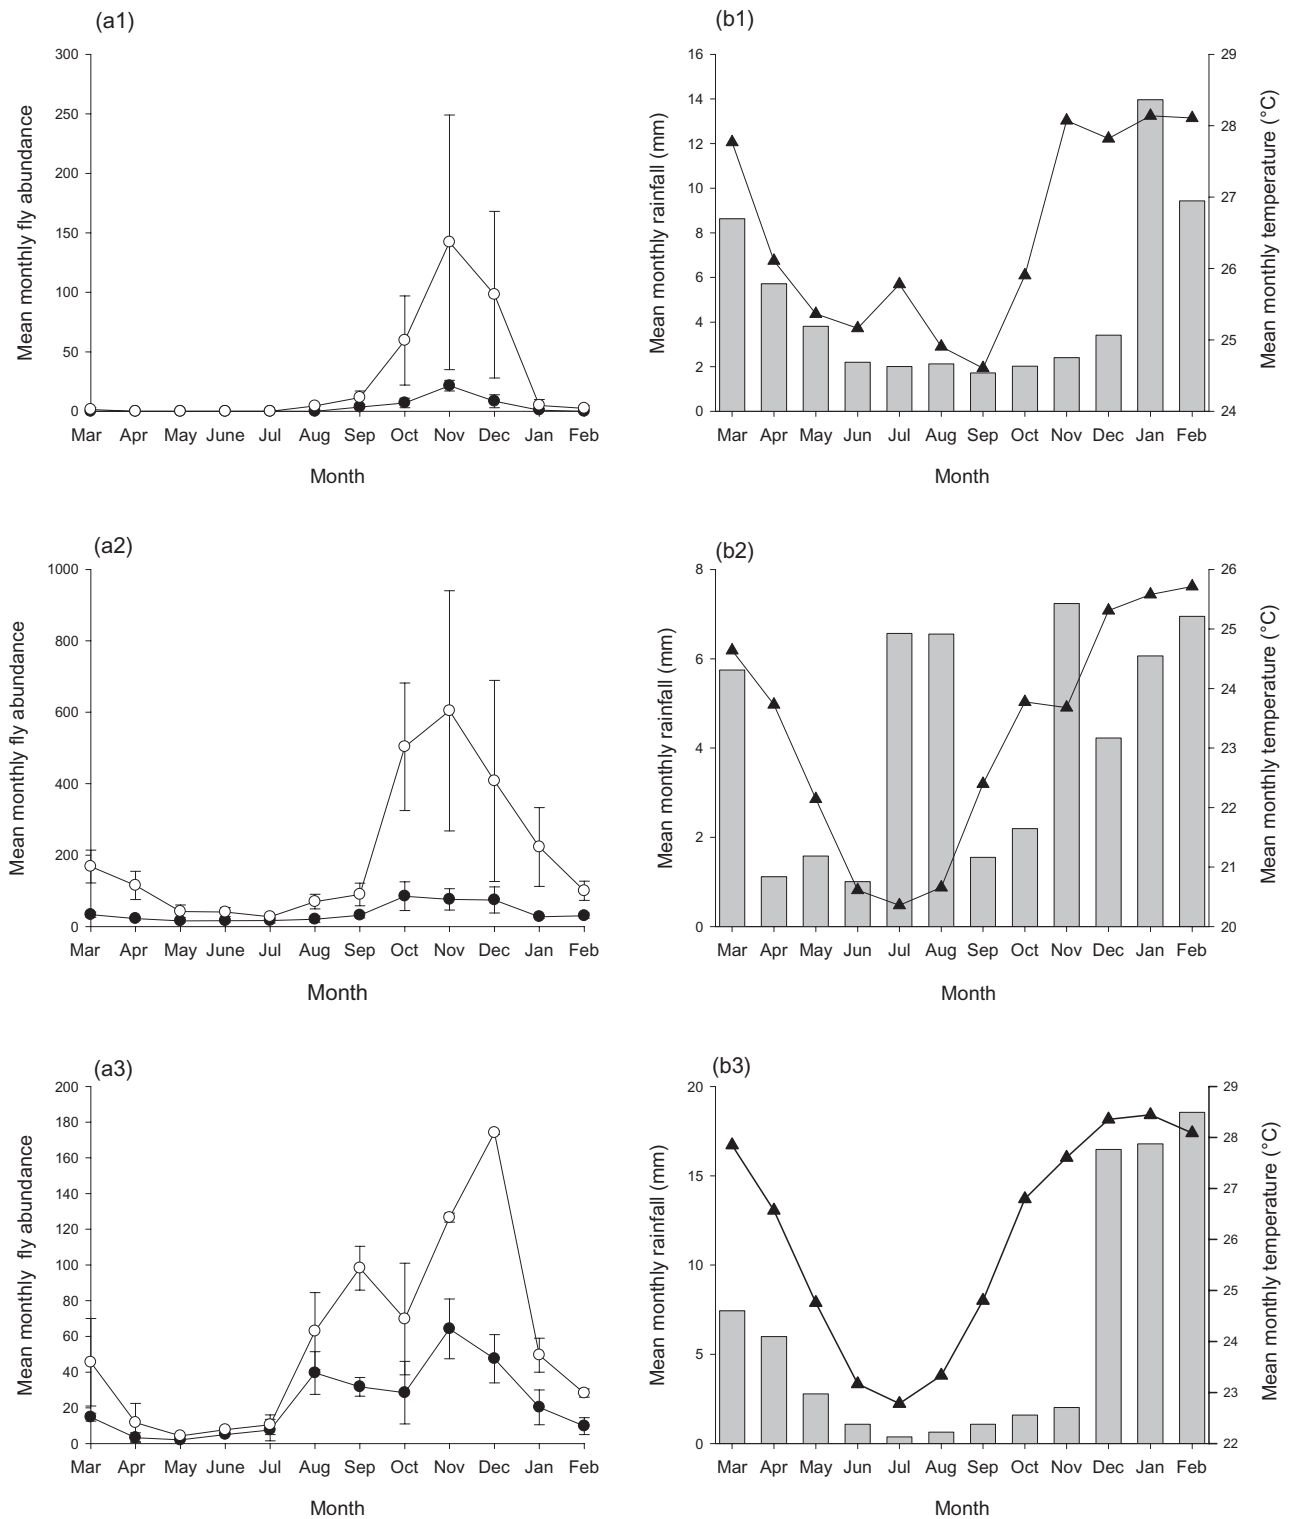 (a1)
300
250
200
150
100
50
0
Mean monthly fly abundance
Mar Apr May June Jul Aug Sep Oct Nov Dec Jan Feb
Month
(b1)
16
14
12
10
8
6
4
2
0
Mean monthly rainfall (mm)
29
28
27
26
25
24
Mean monthly temperature (°C)
Mar Apr May Jun Jul Aug Sep Oct Nov Dec Jan Feb
Month
(a2)
1000
800
600
400
200
0
Mean monthly fly abundance
Mar Apr May June Jul Aug Sep Oct Nov Dec Jan Feb
Month
(b2)
8
6
4
2
0
Mean monthly rainfall (mm)
26
25
24
23
22
21
20
Mean monthly temperature (°C)
Mar Apr May Jun Jul Aug Sep Oct Nov Dec Jan Feb
Month
(a3)
200
180
160
140
120
100
80
60
40
20
0
Mean monthly fly abundance
Mar Apr May June Jul Aug Sep Oct Nov Dec Jan Feb
Month
(b3)
20
15
10
5
0
Mean monthly rainfall (mm)
29
28
28
26
25
24
23
22
Mean monthly temperature (°C)
Mar Apr May Jun Jul Aug Sep Oct Nov Dec Jan Feb
Month